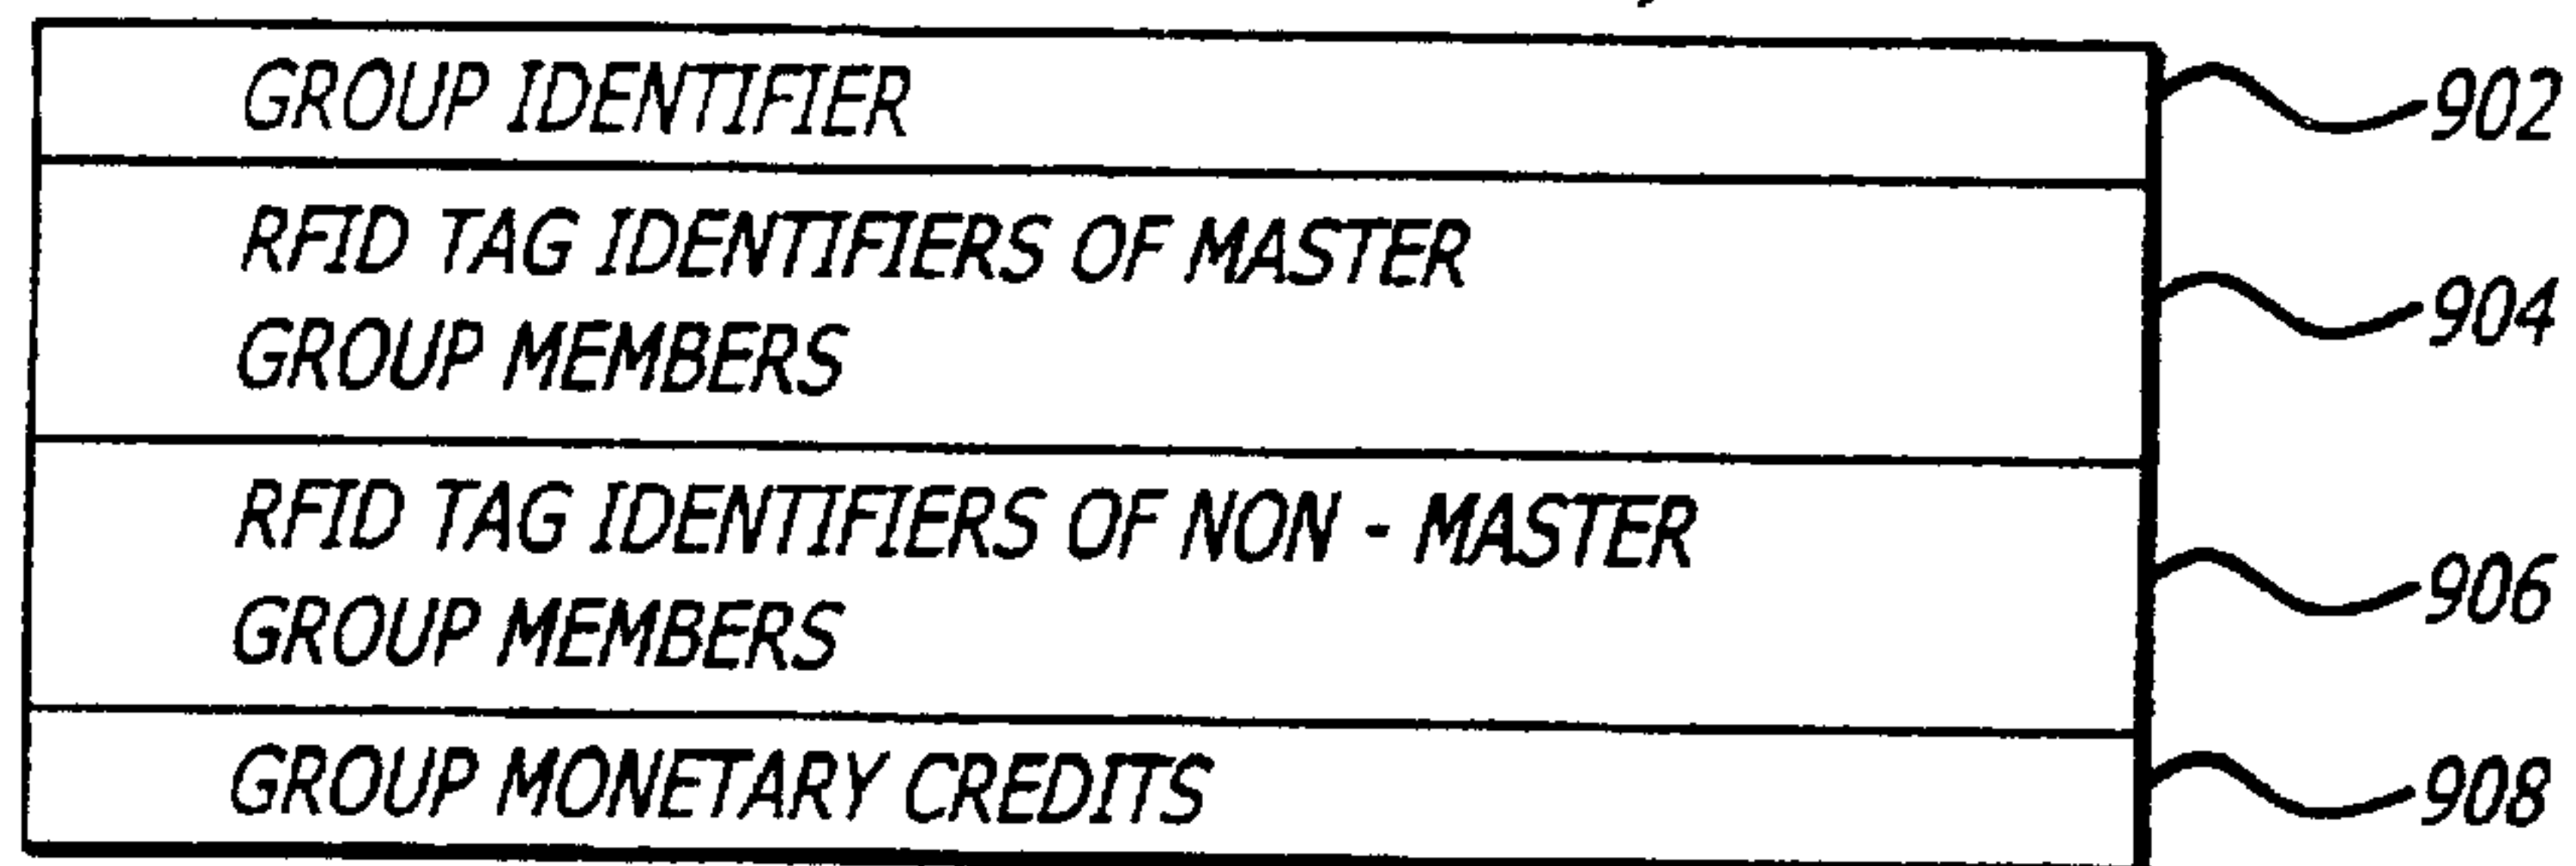 GROUP IDENTIFIER 902
RFID TAG IDENTIFIERS OF MASTER
GROUP MEMBERS
904
RFID TAG IDENTIFIERS OF NON - MASTER
GROUP MEMBERS
906
GROUP MONETARY CREDITS 908